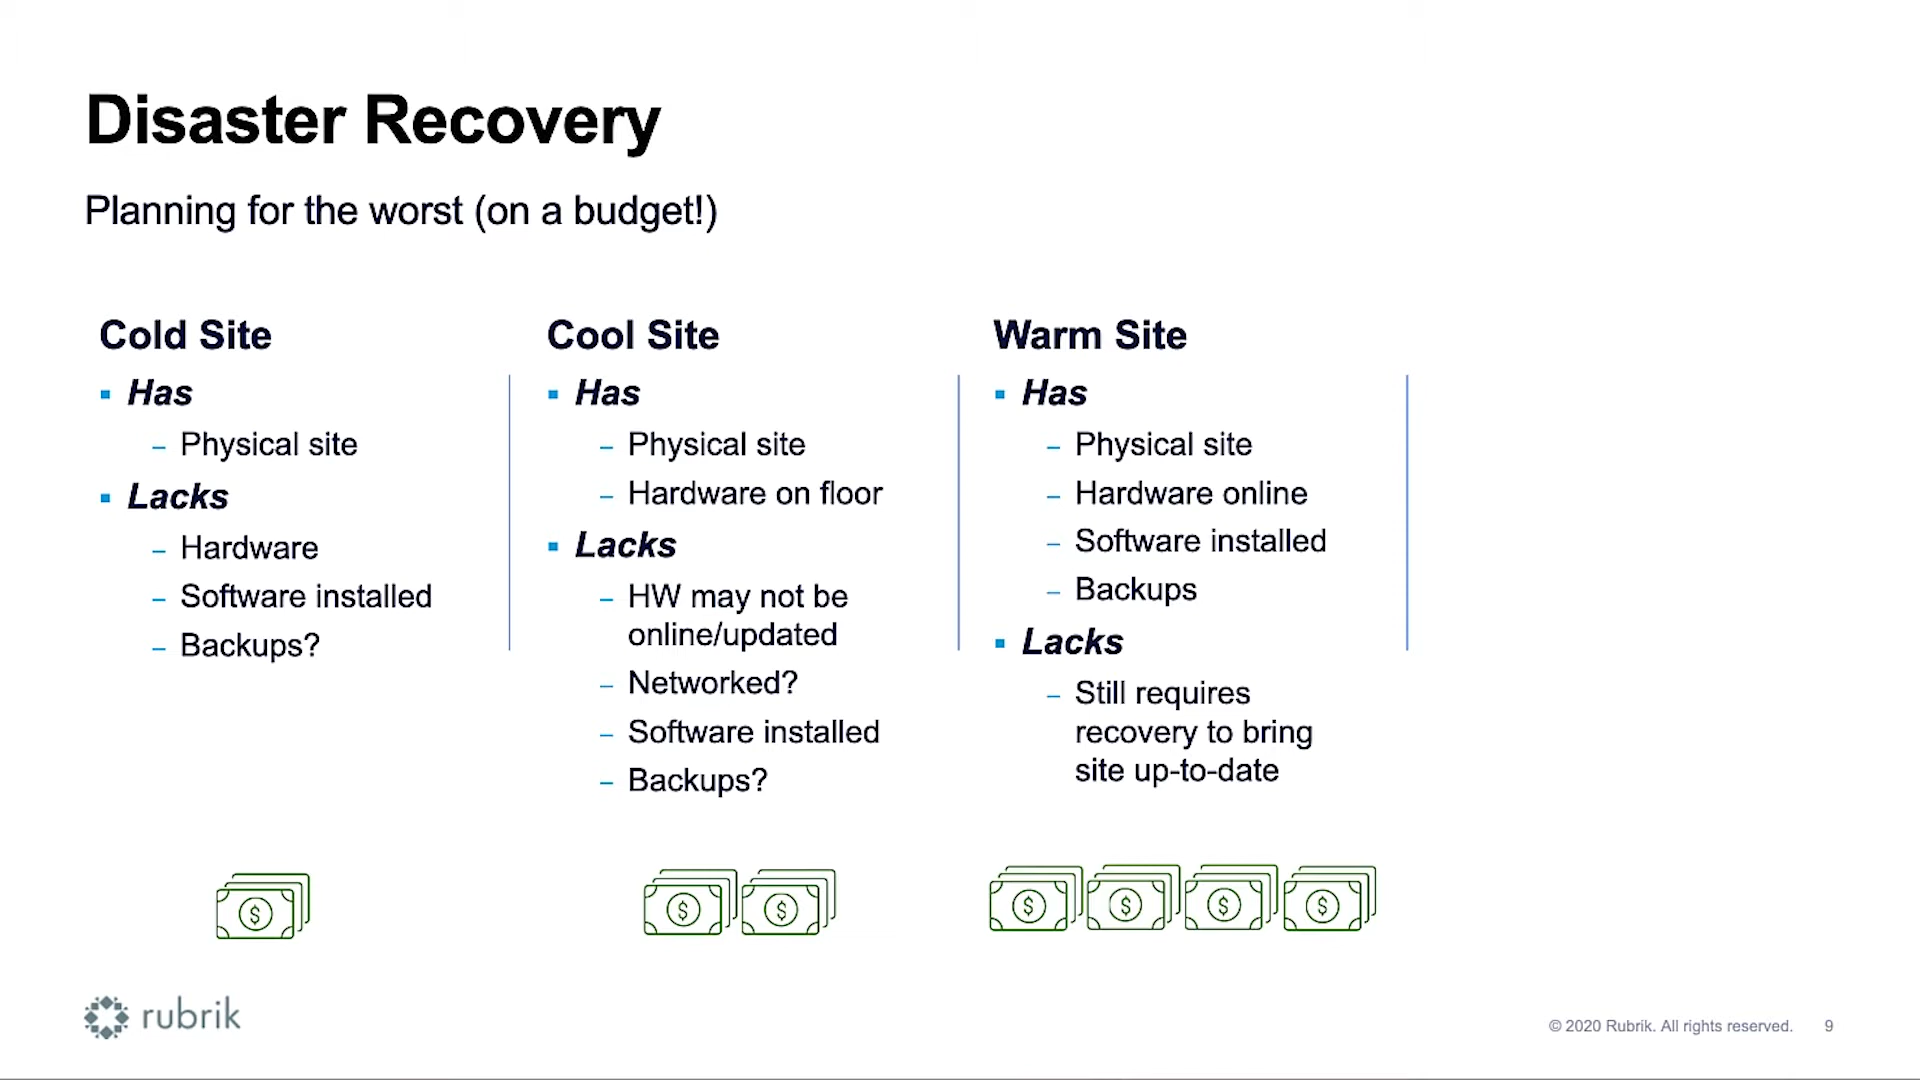 Disaster Recovery
Planning for the worst (on a budget!)
Cold Site
Has
– Physical site
Lacks
– Hardware
– Software installed
– Backups?
Cool Site
Has
– Physical site
– Hardware on floor
Lacks
– HW may not be
online/updated
– Networked?
– Software installed
– Backups?
Warm Site
Has
– Physical site
– Hardware online
– Software installed
– Backups
Lacks
– Still requires
recovery to bring
site up-to-date
$
$ $
$ $ $ $
rubrik
© 2020 Rubrik. All rights reserved. 9